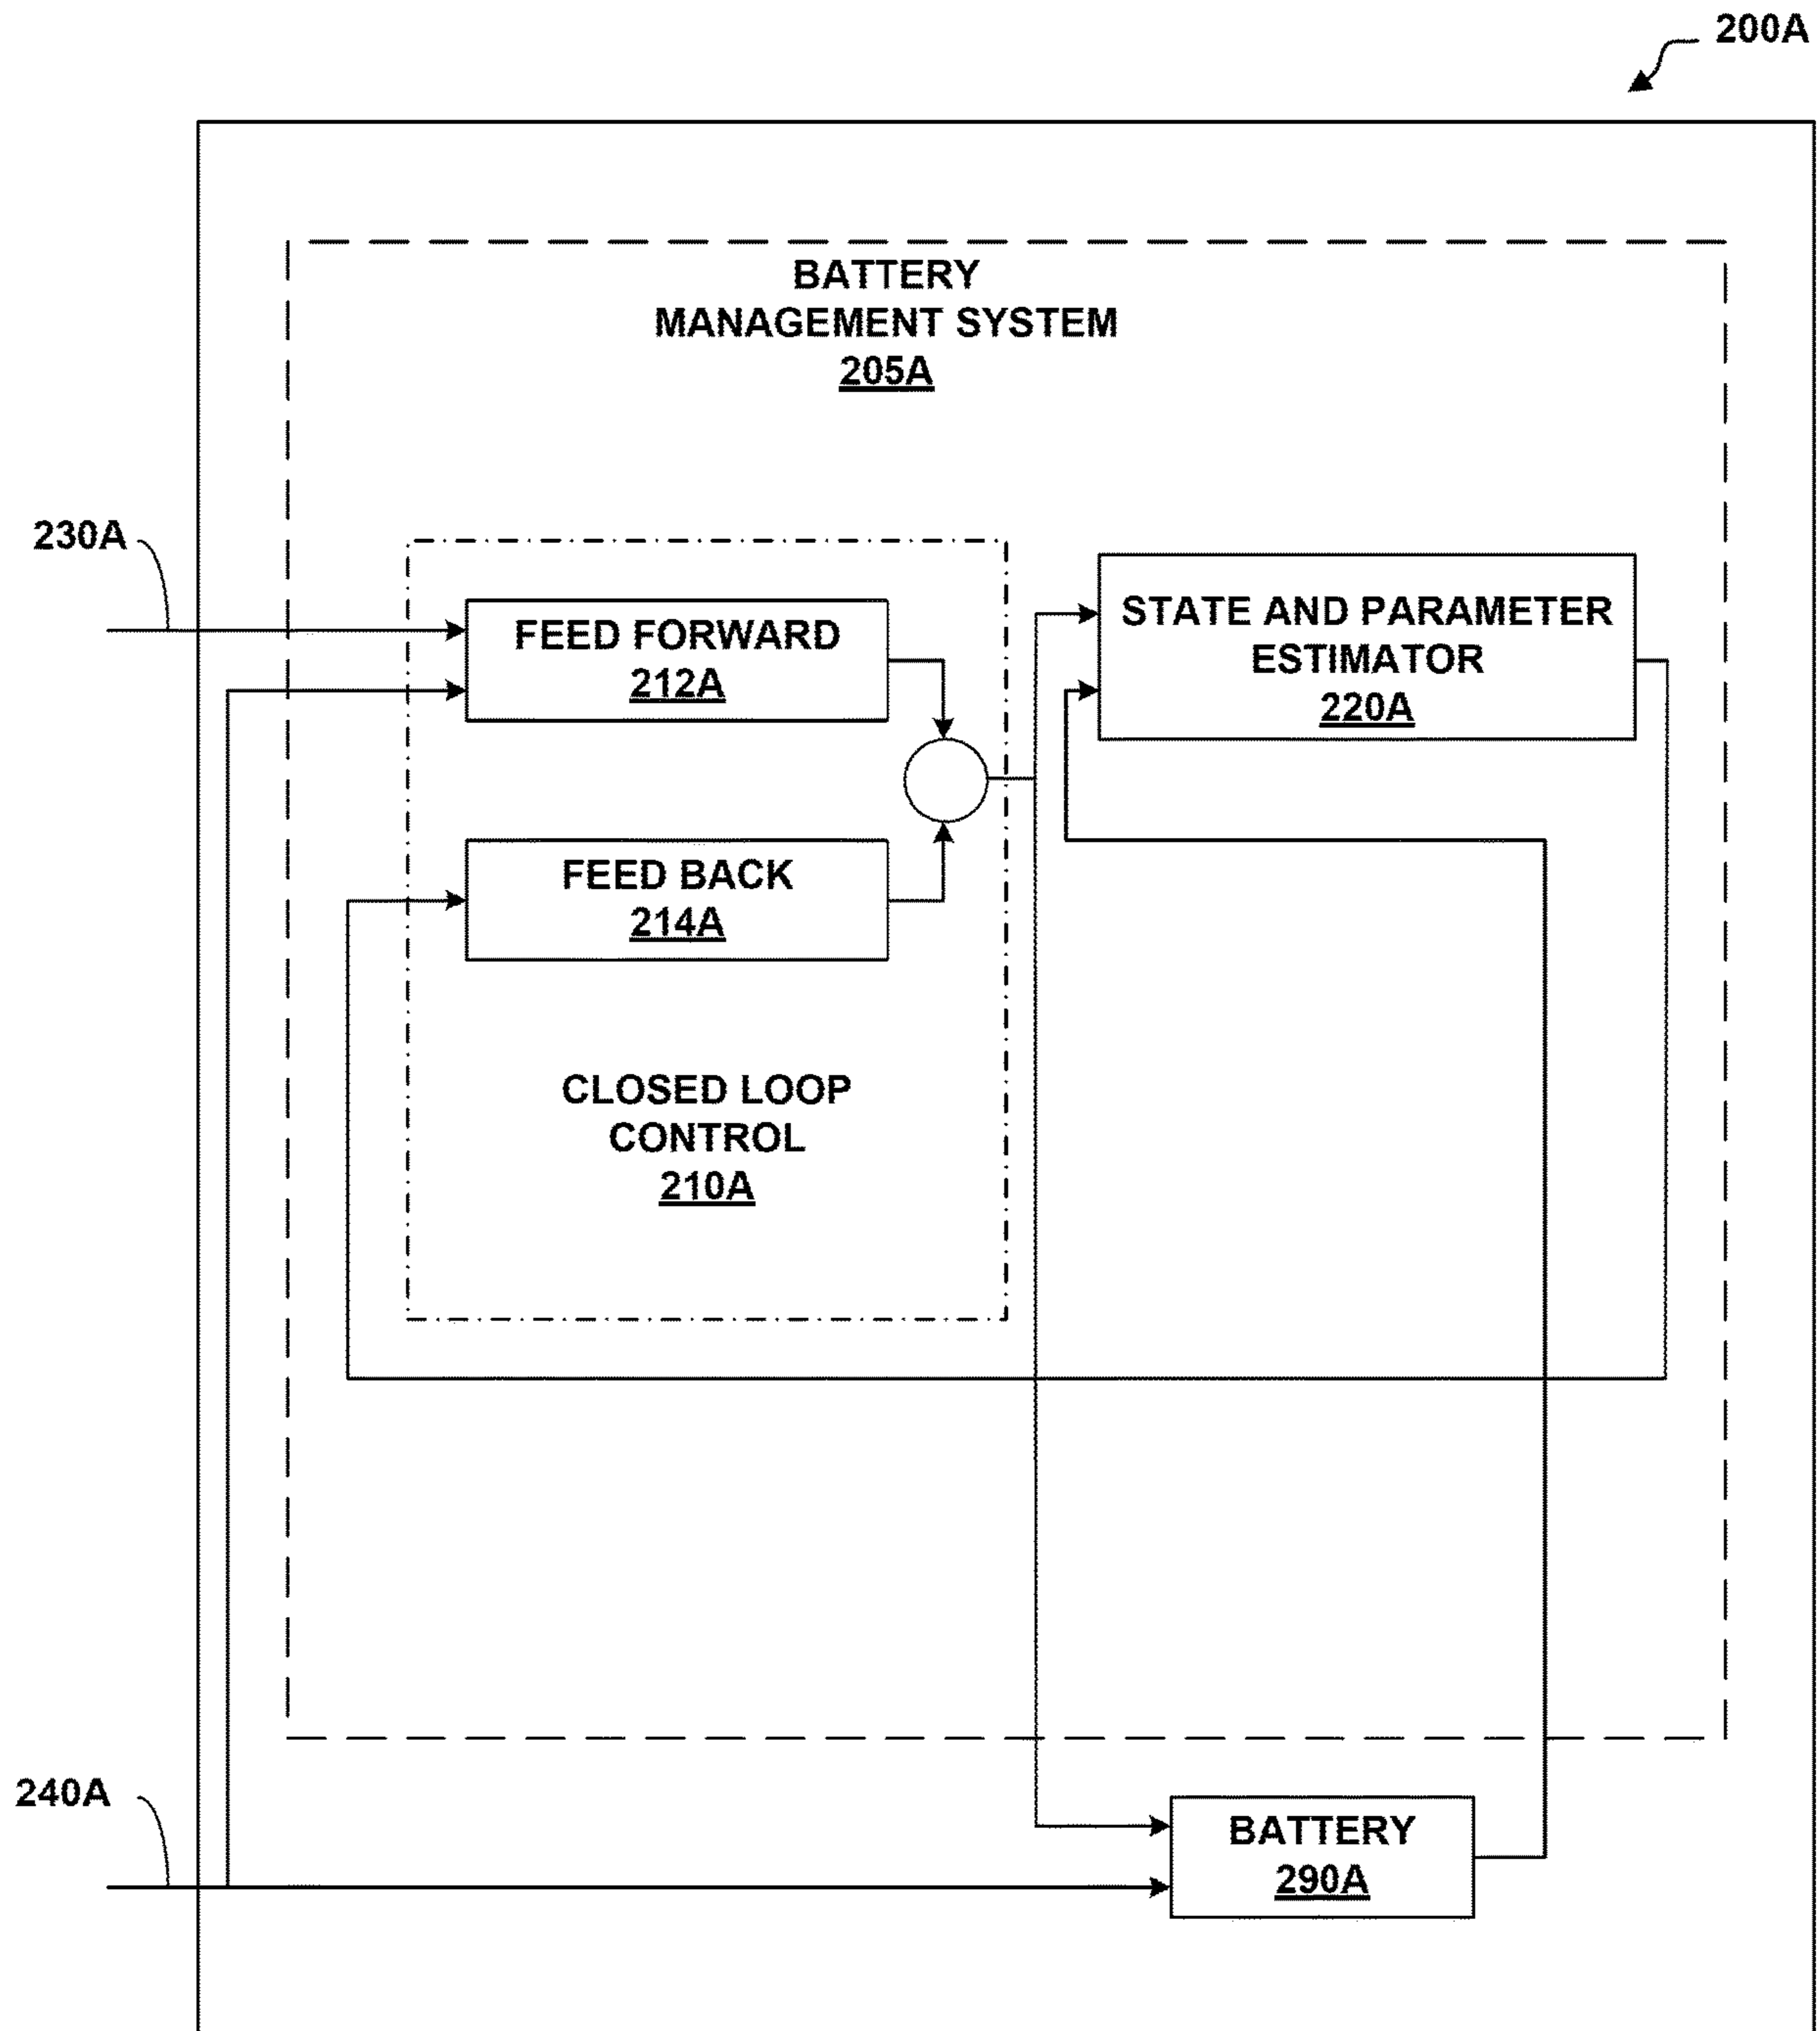 200A
BATTERY
MANAGEMENT SYSTEM
205A
230A
FEED FORWARD
212A
STATE AND PARAMETER
ESTIMATOR
220A
FEED BACK
214A
CLOSED LOOP
CONTROL
210A
240A
BATTERY
290A